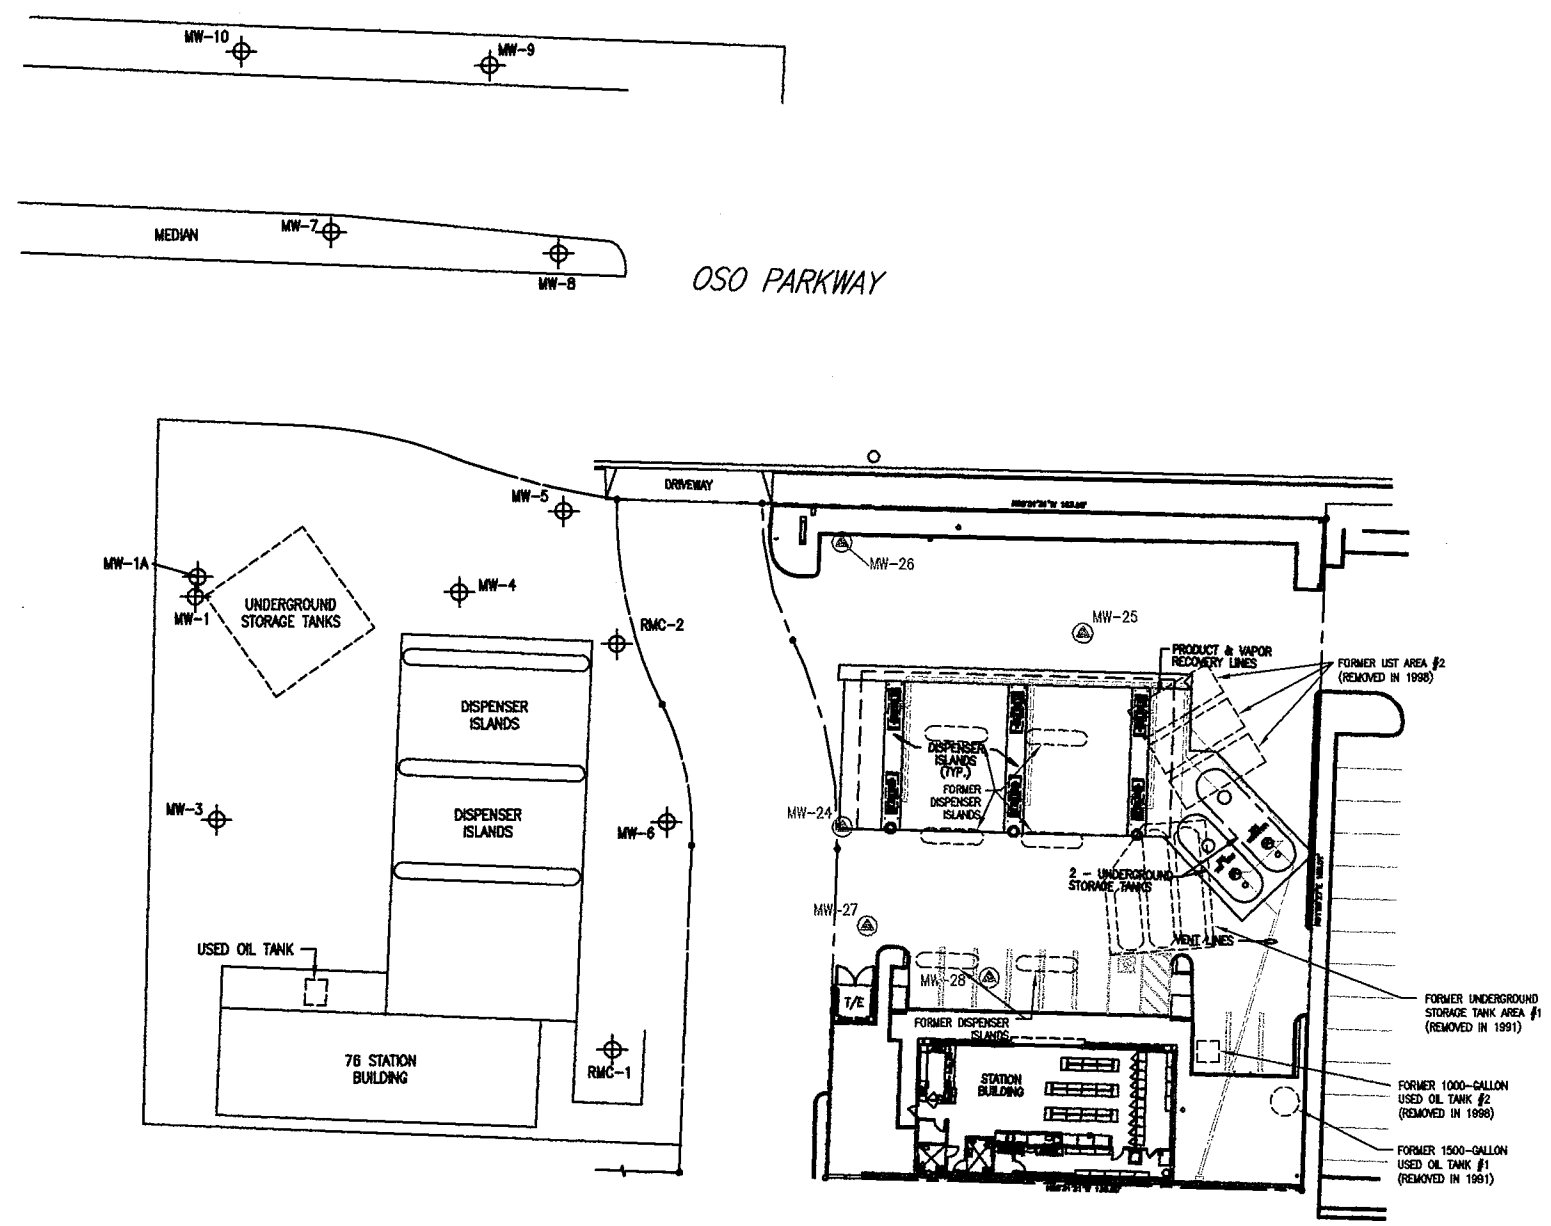 MW-10
MW-9
MW-7
MEDIAN
MW-8
OSO PARKWAY
DRIVEWAY
MW-5
MW-26
MW-1A
MW-4
UNDERGROUND
STORAGE TANKS
MW-1
MW-25
RMC-2
PRODUCT & VAPOR
RECOVERY LINES
FORMER UST AREA #2
(REMOVED IN 1998)
DISPENSER
ISLANDS
DISPENSER
ISLANDS
(TYP.)
FORMER
DISPENSER
ISLANDS
MW-3
DISPENSER
ISLANDS
MW-6
MW-24
2 - UNDERGROUND
STORAGE TANKS
MW-27
VENT LINES
USED OIL TANK
MW-28
T/E
FORMER UNDERGROUND
STORAGE TANK AREA #1
(REMOVED IN 1991)
FORMER DISPENSER
ISLANDS
76 STATION
BUILDING
RMC-1
STATION
BUILDING
FORMER 1000-GALLON
USED OIL TANK #2
(REMOVED IN 1998)
FORMER 1500-GALLON
USED OIL TANK #1
(REMOVED IN 1991)